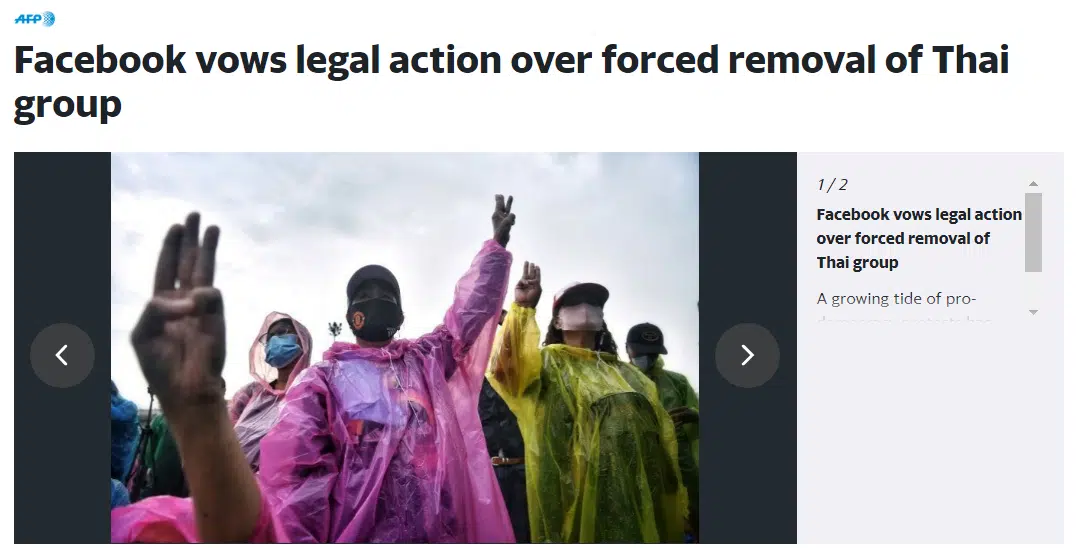 AFP
Facebook vows legal action over forced removal of Thai
group
1 / 2
Facebook vows legal action
over forced removal of
Thai group
A growing tide of pro-